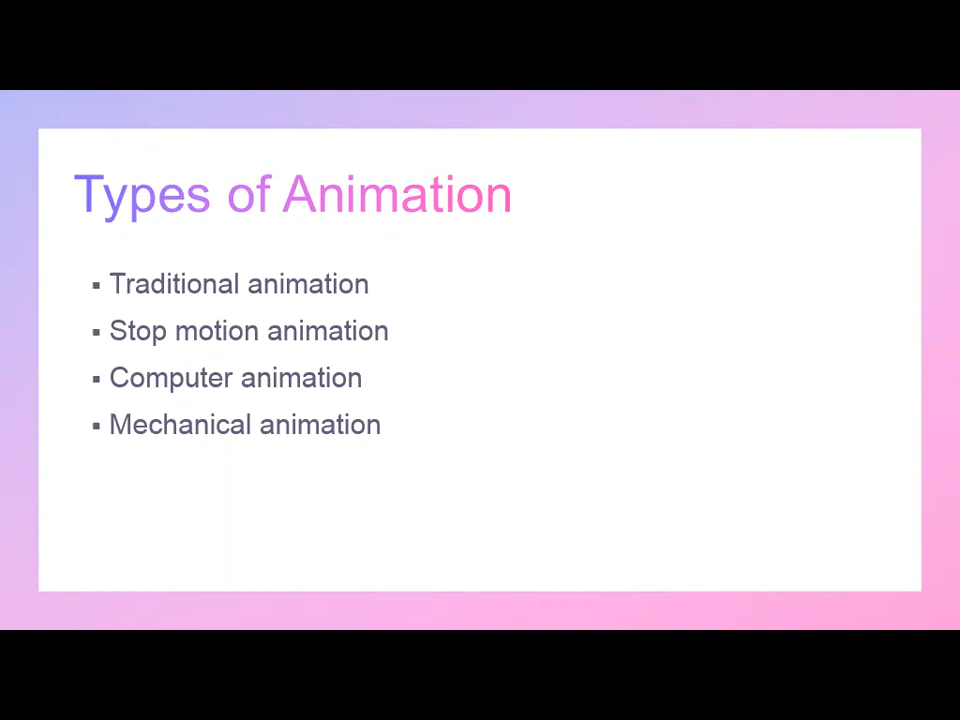 Types of Animation
▪ Traditional animation
▪ Stop motion animation
▪ Computer animation
▪ Mechanical animation